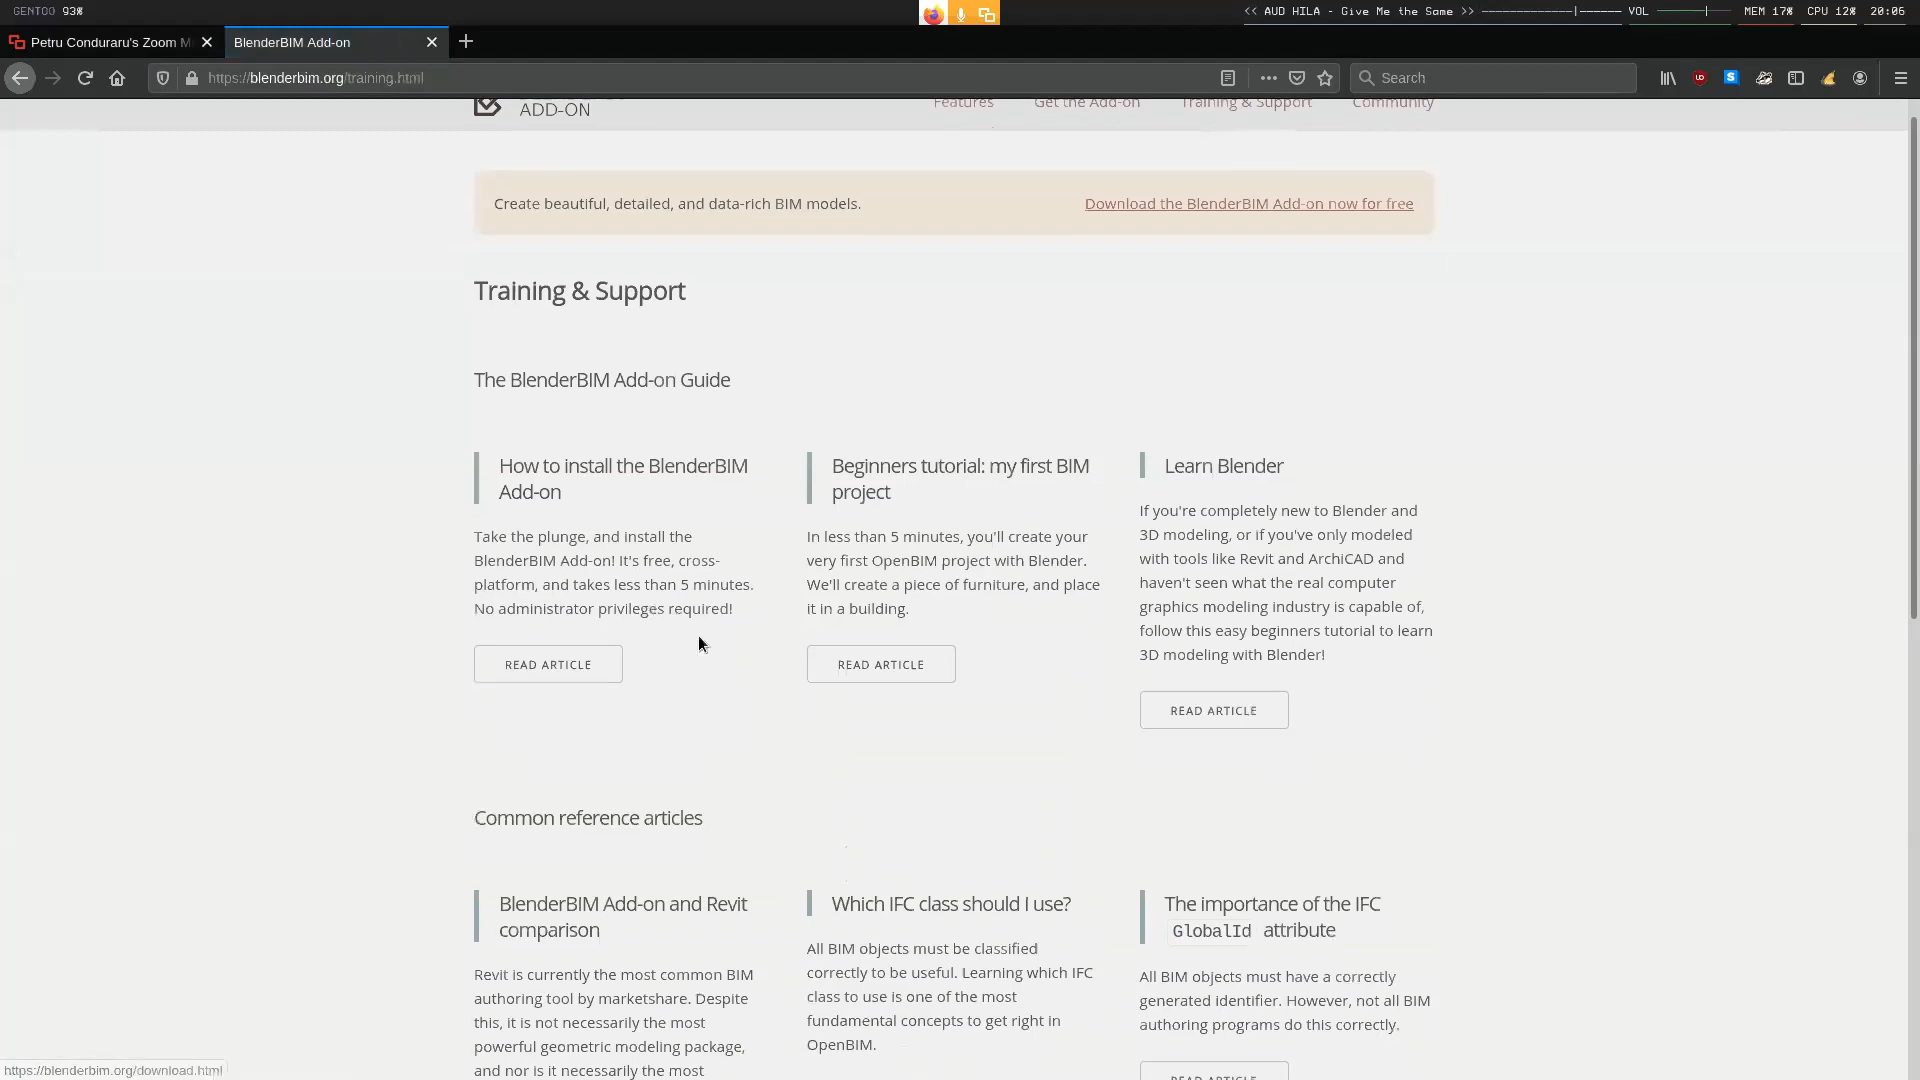 GENTOO 93%
<< AUD HILA - Give Me the Same >>
VOL
MEM 17%
CPU 12%
20:06
Petru Conduraru's Zoom M
BlenderBIM Add-on
https://blenderbim.org/training.html
Search
ADD-ON
Features
Get the Add-on
Training & Support
Community
Create beautiful, detailed, and data-rich BIM models.
Download the BlenderBIM Add-on now for free
Training & Support
The BlenderBIM Add-on Guide
How to install the BlenderBIM
Add-on
Take the plunge, and install the
BlenderBIM Add-on! It's free, cross-
platform, and takes less than 5 minutes.
No administrator privileges required!
READ ARTICLE
Beginners tutorial: my first BIM
project
In less than 5 minutes, you'll create your
very first OpenBIM project with Blender.
We'll create a piece of furniture, and place
it in a building.
READ ARTICLE
Learn Blender
If you're completely new to Blender and
3D modeling, or if you've only modeled
with tools like Revit and ArchiCAD and
haven't seen what the real computer
graphics modeling industry is capable of,
follow this easy beginners tutorial to learn
3D modeling with Blender!
READ ARTICLE
Common reference articles
BlenderBIM Add-on and Revit
comparison
Revit is currently the most common BIM
authoring tool by marketshare. Despite
this, it is not necessarily the most
powerful geometric modeling package,
and nor is it necessarily the most
Which IFC class should I use?
All BIM objects must be classified
correctly to be useful. Learning which IFC
class to use is one of the most
fundamental concepts to get right in
OpenBIM.
The importance of the IFC
GlobalId attribute
All BIM objects must have a correctly
generated identifier. However, not all BIM
authoring programs do this correctly.
READ ARTICLE
https://blenderbim.org/download.html